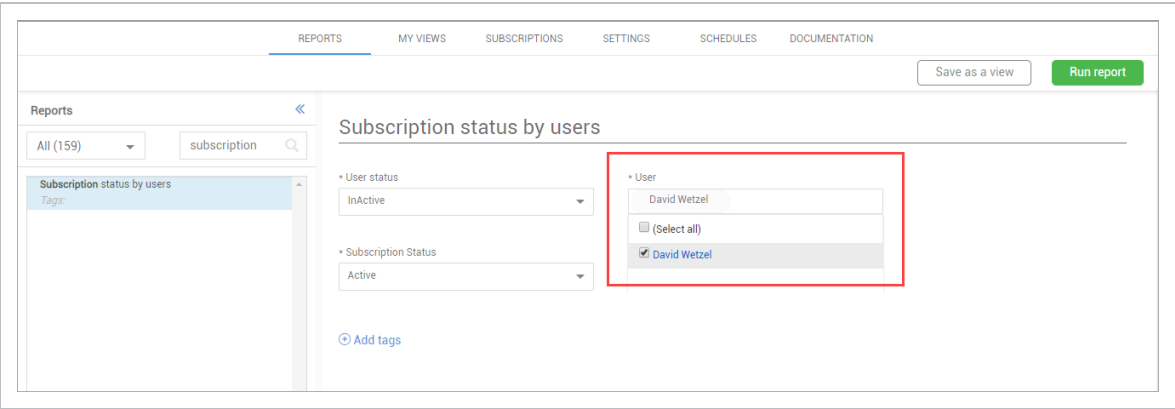 REPORTS MY VIEWS SUBSCRIPTIONS SETTINGS SCHEDULES DOCUMENTATION
Save as a view Run report
Reports
All (159) subscription
Subscription status by users
Tags:
Subscription status by users
* User status
InActive
* User
David Wetzel
(Select all)
David Wetzel
* Subscription Status
Active
Add tags